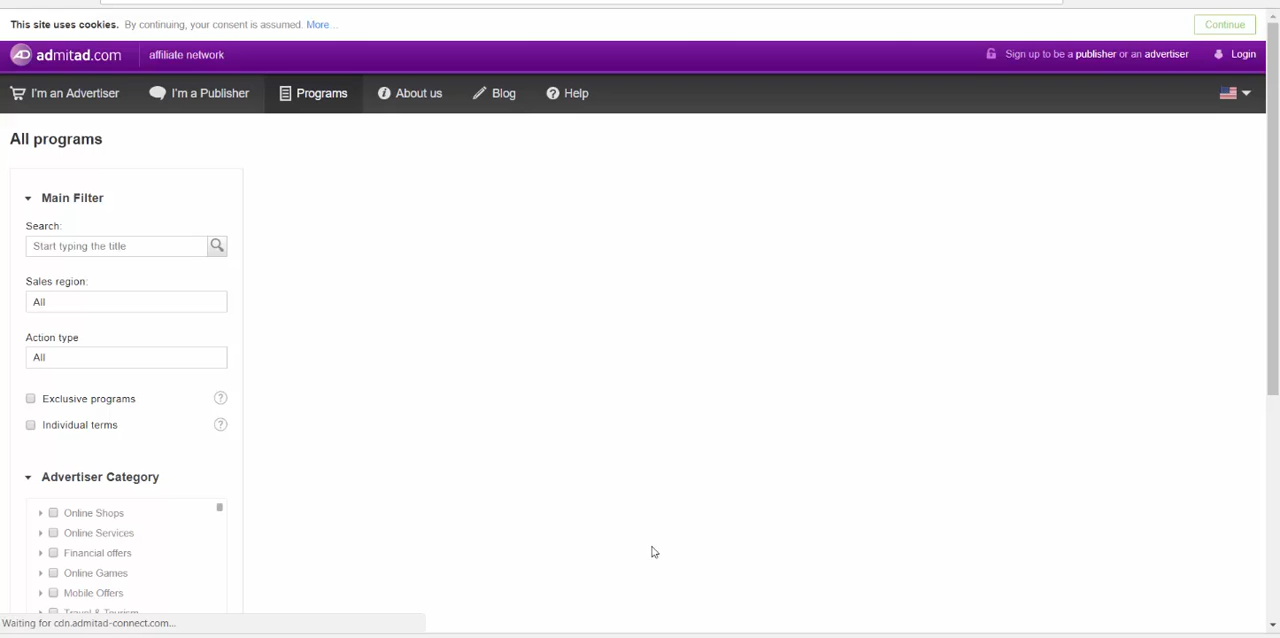 This site uses cookies. By continuing, your consent is assumed. More...
Continue
admitad.com affiliate network
Sign up to be a publisher or an advertiser Login
I'm an Advertiser I'm a Publisher Programs About us Blog Help
All programs
Main Filter
Search:
Start typing the title
Sales region:
All
Action type
All
Exclusive programs ?
Individual terms ?
Advertiser Category
Online Shops
Online Services
Financial offers
Online Games
Mobile Offers
Travel & Tourism
Waiting for cdn.admitad-connect.com...